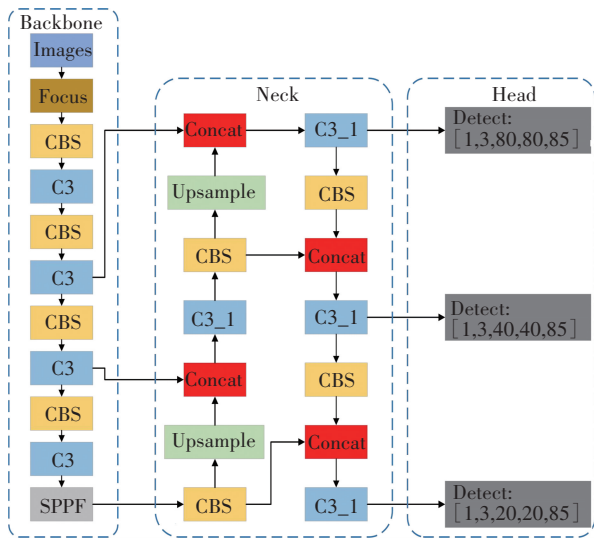 Backbone
Images
Focus
CBS
C3
CBS
C3
CBS
C3
CBS
C3
SPPF
Neck
Concat
Upsample
CBS
C3_1
Concat
Upsample
CBS
C3_1
CBS
Concat
C3_1
CBS
Concat
C3_1
Head
Detect:
[1,3,80,80,85]
Detect:
[1,3,40,40,85]
Detect:
[1,3,20,20,85]